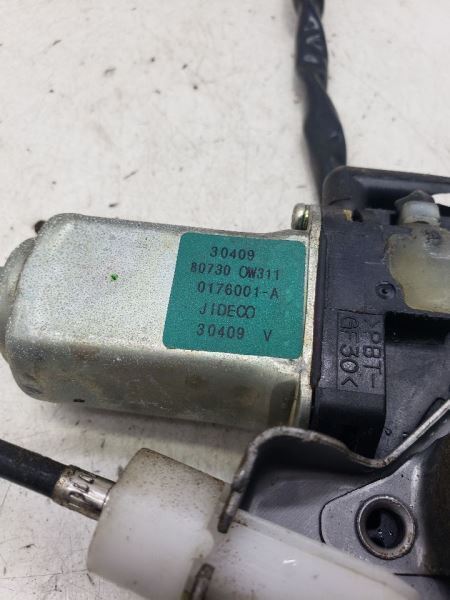 30409
80730 0W311
0176001-A
JIDECO
30409 V
>PBT-
GF30<